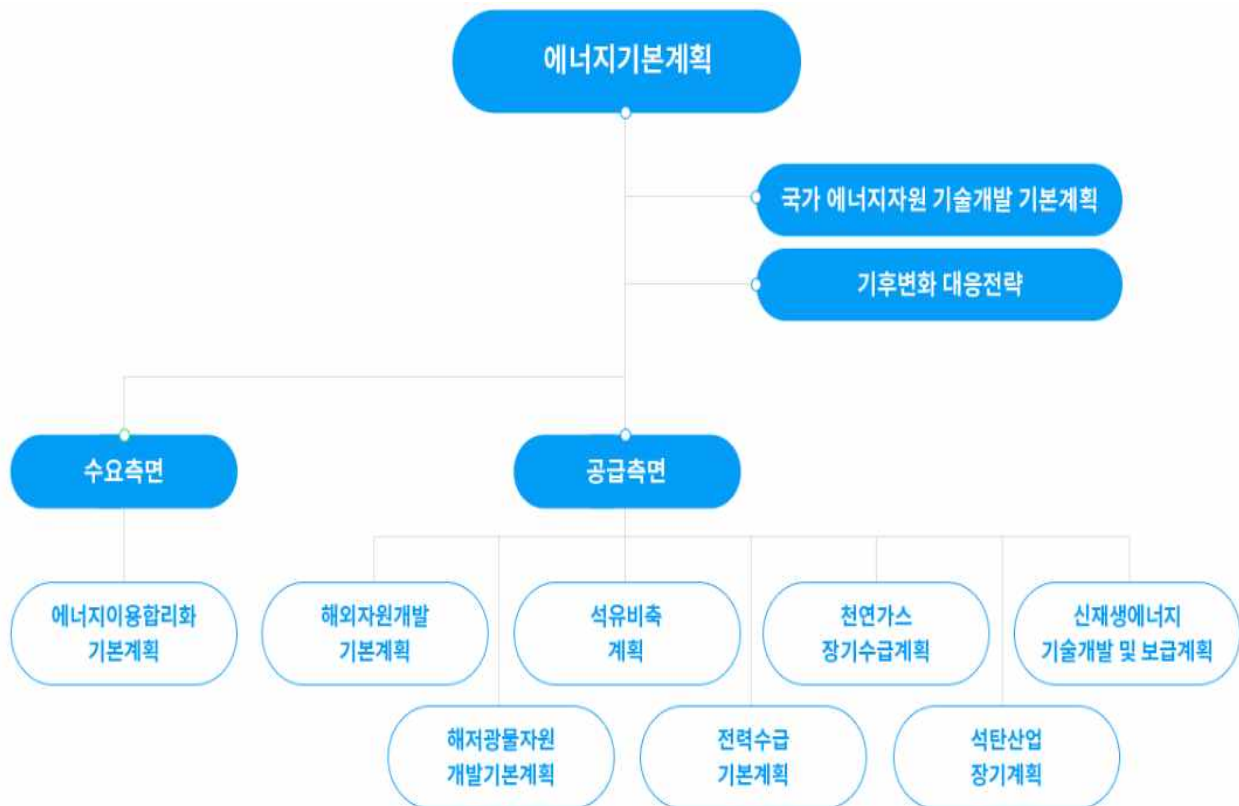 에너지기본계획
국가 에너지자원 기술개발 기본계획
기후변화 대응전략
수요측면
공급측면
에너지이용합리화
기본계획
해외자원개발
기본계획
석유비축
계획
천연가스
장기수급계획
신재생에너지
기술개발 및 보급계획
해저광물자원
개발기본계획
전력수급
기본계획
석탄산업
장기계획